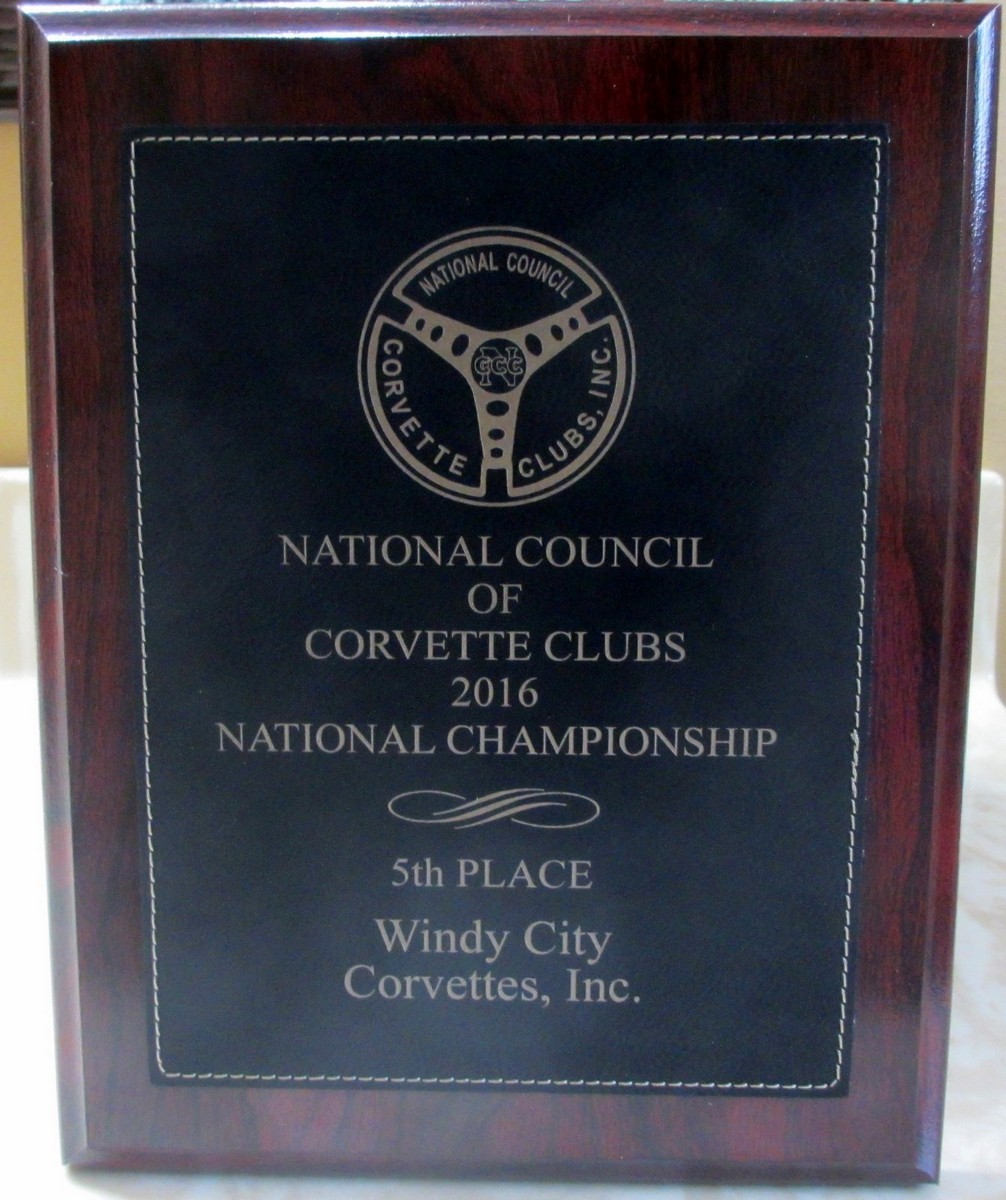 NATIONAL COUNCIL
CORVETTE CLUBS, INC.
NCCC
NATIONAL COUNCIL
OF
CORVETTE CLUBS
2016
NATIONAL CHAMPIONSHIP
5th PLACE
Windy City
Corvettes, Inc.